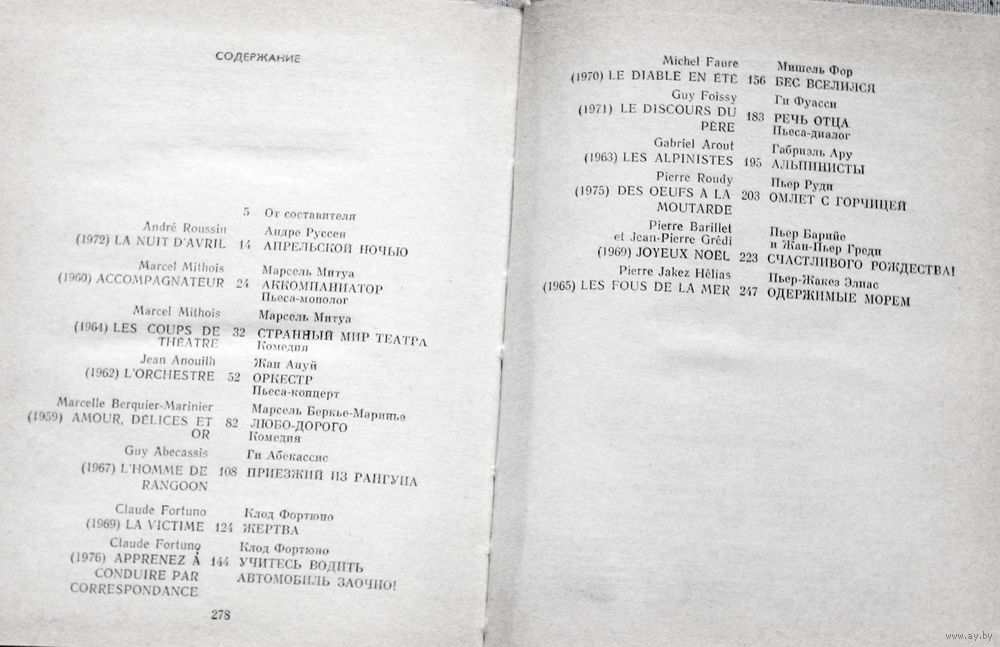 СОДЕРЖАНИЕ
5 От составителя
André Roussin Андре Руссен
(1972) LA NUIT D'AVRIL 14 АПРЕЛЬСКОЙ НОЧЬЮ
Marcel Mithois Марсель Митуа
(1960) ACCOMPAGNATEUR 24 АККОМПАНИАТОР
Пьеса-монолог
Marcel Mithois Марсель Митуа
(1964) LES COUPS DE 32 СТРАННЫЙ МИР ТЕАТРА
THÉATRE Комедия
Jean Anouilh Жан Ануй
(1962) L'ORCHESTRE 52 ОРКЕСТР
Пьеса-концерт
Marcelle Berquier-Marinier Марсель Беркье-Маринье
(1959) AMOUR, DÉLICES ET 82 ЛЮБО-ДОРОГО
OR Комедия
Guy Abecassis Ги Абекассис
(1967) L'HOMME DE 108 ПРИЕЗЖИЙ ИЗ РАНГУНА
RANGOON
Claude Fortuno Клод Фортюно
(1969) LA VICTIME 124 ЖЕРТВА
Claude Fortuno Клод Фортюно
(1976) APPRENEZ À 144 УЧИТЕСЬ ВОДИТЬ
CONDUIRE PAR АВТОМОБИЛЬ ЗАОЧНО!
CORRESPONDANCE
278
Michel Faure Мишель Фор
(1970) LE DIABLE EN ÉTÉ 156 БЕС ВСЕЛИЛСЯ
Guy Foissy Ги Фуасси
(1971) LE DISCOURS DU 183 РЕЧЬ ОТЦА
PÈRE Пьеса-диалог
Gabriel Arout Габриэль Ару
(1963) LES ALPINISTES 195 АЛЬПИНИСТЫ
Pierre Roudy Пьер Руди
(1975) DES OEUFS A LA 203 ОМЛЕТ С ГОРЧИЦЕЙ
MOUTARDE
Pierre Barillet Пьер Барийе
et Jean-Pierre Grédi и Жан-Пьер Греди
(1969) JOYEUX NOËL 223 СЧАСТЛИВОГО РОЖДЕСТВА!
Pierre Jakez Hélias Пьер-Жакез Элиас
(1965) LES FOUS DE LA MER 247 ОДЕРЖИМЫЕ МОРЕМ
www.ay.by